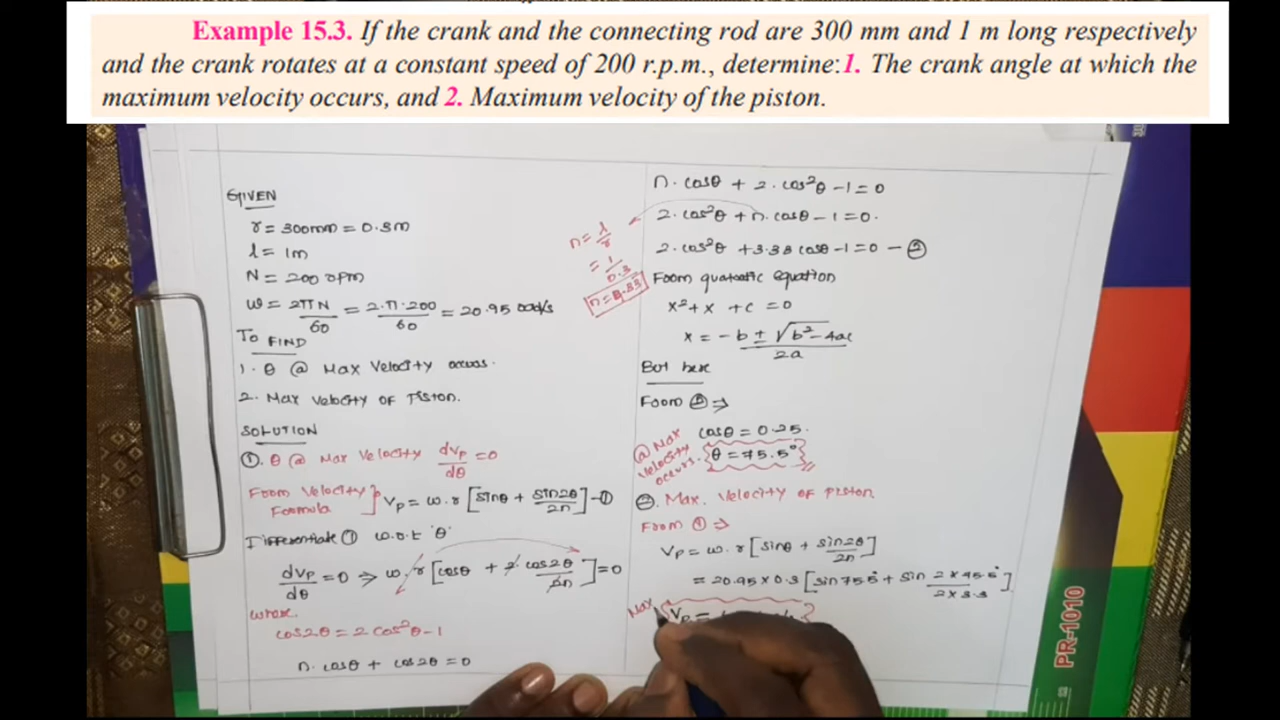 Example 15.3. If the crank and the connecting rod are 300 mm and 1 m long respectively
and the crank rotates at a constant speed of 200 r.p.m., determine:1. The crank angle at which the
maximum velocity occurs, and 2. Maximum velocity of the piston.
GIVEN
r = 300mm = 0.3m
l = 1m
N = 200 rpm
ω = 2πN/60 = 2.π.200/60 = 20.95 rad/s
To FIND
1. θ @ Max Velocity occurs.
2. Max Velocity of Piston.
SOLUTION
①. θ @ Max Velocity dvp/dθ = 0
From Velocity Formula } Vp = ω.r [sinθ + sin2θ/2n] - ①
Differentiate ① w.r.t 'θ'
dvp/dθ = 0 ⇒ ω.r [cosθ + 2.cos2θ/2n] = 0
where
cos2θ = 2cos²θ - 1
n. cosθ + cos2θ = 0
n. cosθ + 2. cos²θ - 1 = 0
2. cos²θ + n. cosθ - 1 = 0.
n = l/r
= 1/0.3
n = 3.33
2. cos²θ + 3.33 cosθ - 1 = 0 - ②
From quatratic equation
x² + x + c = 0
x = -b ± √b² - 4ac/2a
But here
From ② ⇒
cosθ = 0.25.
@ Max Velocity occurs. θ = 75.5°
②. Max. Velocity of Piston
From ① ⇒
Vp = ω.r [sinθ + sin2θ/2n]
= 20.95 x 0.3 [sin 75.5° + sin 2 x 75.5°/2 x 3.3]
Max Vp =
PR-1010